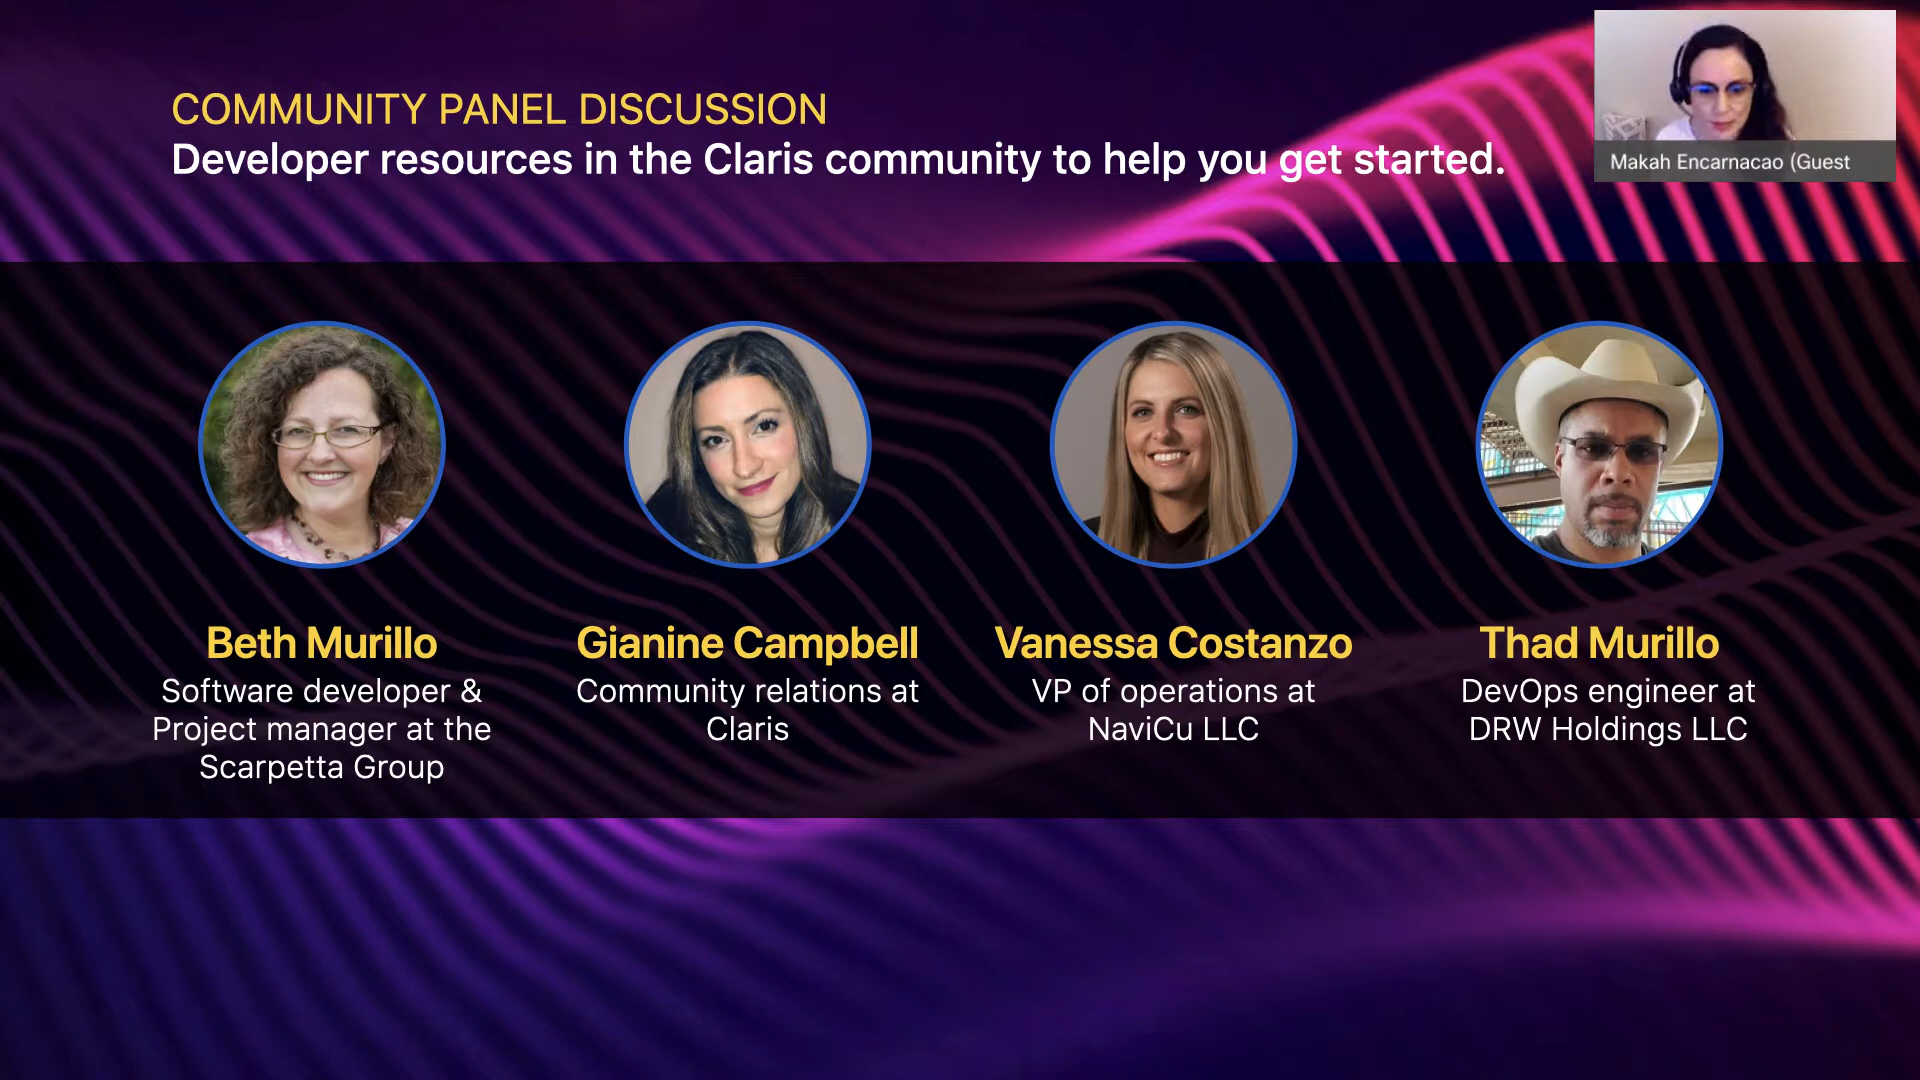 COMMUNITY PANEL DISCUSSION
Developer resources in the Claris community to help you get started.
Makah Encarnacao (Guest
Beth Murillo
Software developer &
Project manager at the
Scarpetta Group
Gianine Campbell
Community relations at
Claris
Vanessa Costanzo
VP of operations at
NaviCu LLC
Thad Murillo
DevOps engineer at
DRW Holdings LLC